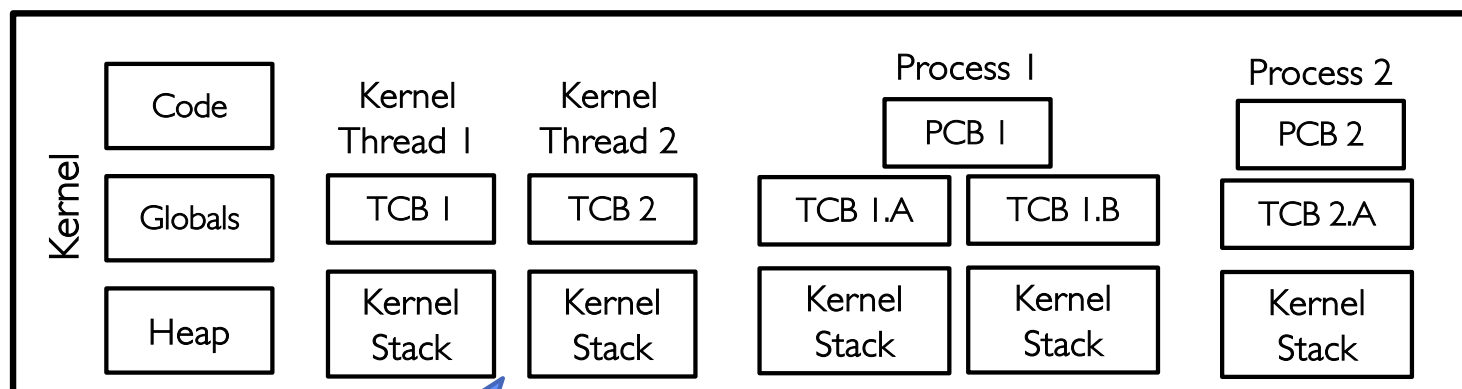 Kernel
Code
Globals
Heap
Kernel
Thread 1
TCB 1
Kernel
Stack
Kernel
Thread 2
TCB 2
Kernel
Stack
Process 1
PCB 1
TCB 1.A
TCB 1.B
Kernel
Stack
Kernel
Stack
Process 2
PCB 2
TCB 2.A
Kernel
Stack